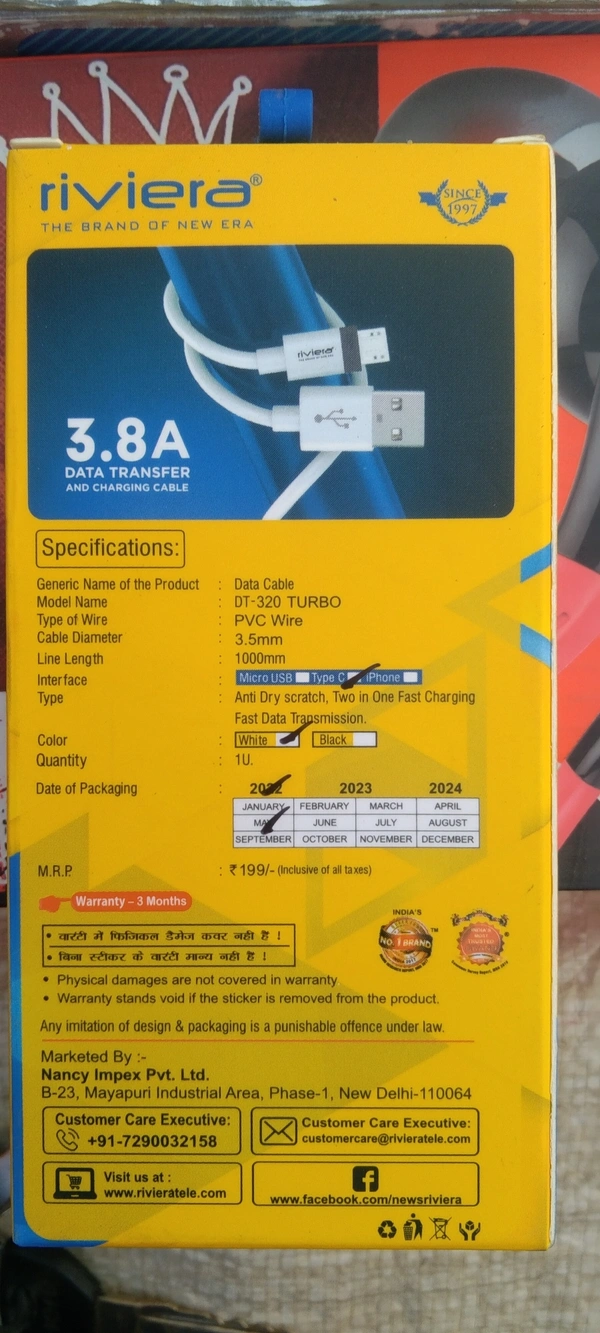 riviera®
THE BRAND OF NEW ERA
SINCE
1997
riviera
3.8A
DATA TRANSFER
AND CHARGING CABLE
Specifications:
Generic Name of the Product : Data Cable
Model Name : DT-320 TURBO
Type of Wire : PVC Wire
Cable Diameter : 3.5mm
Line Length : 1000mm
Interface : Micro USB Type C iPhone
Type : Anti Dry scratch, Two in One Fast Charging
Fast Data Transmission.
Color : White Black
Quantity : 1U.
Date of Packaging : 2022 2023 2024
JANUARY FEBRUARY MARCH APRIL
MAY JUNE JULY AUGUST
SEPTEMBER OCTOBER NOVEMBER DECEMBER
M.R.P. : ₹199/- (Inclusive of all taxes)
Warranty – 3 Months
INDIA'S
NO. 1 BRAND
TM
INDIA'S
MOST
TRUSTED
• वारंटी में फिजिकल डैमेज कवर नहीं है !
• बिना स्टीकर के वारंटी मान्य नहीं है !
• Physical damages are not covered in warranty
• Warranty stands void if the sticker is removed from the product.
Any imitation of design & packaging is a punishable offence under law.
Marketed By :-
Nancy Impex Pvt. Ltd.
B-23, Mayapuri Industrial Area, Phase-1, New Delhi-110064
Customer Care Executive:
+91-7290032158
Customer Care Executive:
customercare@rivieratele.com
Visit us at :
www.rivieratele.com
www.facebook.com/newsriviera